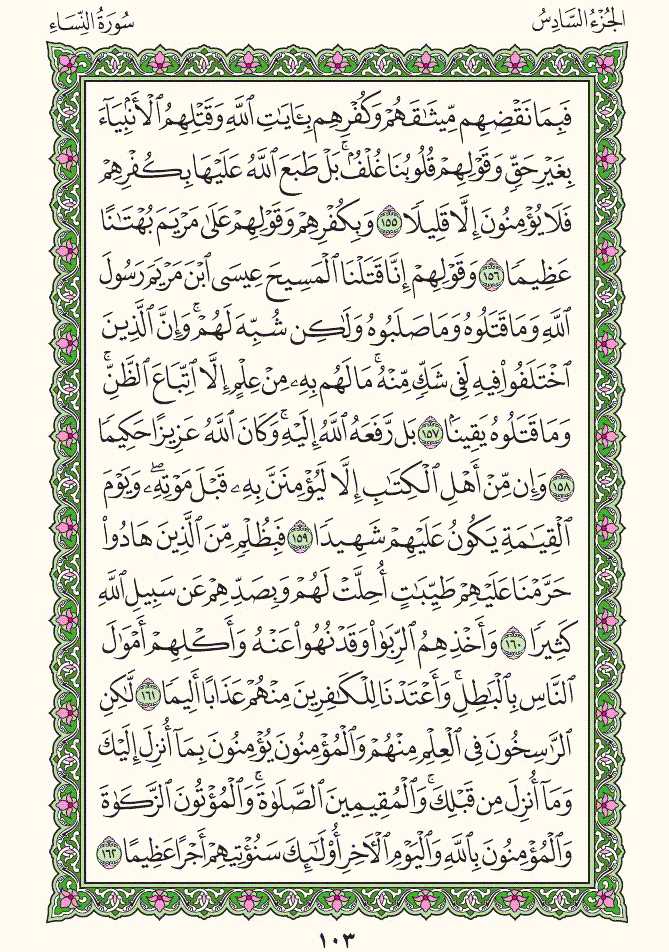 الجُزْءُ السَّادِسُ
سُورَةُ النِّسَاءِ
فَبِمَا نَقْضِهِم مِّيثَٰقَهُمْ وَكُفْرِهِم بِـَٔايَٰتِ ٱللَّهِ وَقَتْلِهِمُ ٱلْأَنۢبِيَآءَ
بِغَيْرِ حَقٍّ وَقَوْلِهِمْ قُلُوبُنَا غُلْفٌۢ ۚ بَلْ طَبَعَ ٱللَّهُ عَلَيْهَا بِكُفْرِهِمْ
فَلَا يُؤْمِنُونَ إِلَّا قَلِيلًا ١٥٥ وَبِكُفْرِهِمْ وَقَوْلِهِمْ عَلَىٰ مَرْيَمَ بُهْتَٰنًا
عَظِيمًا ١٥٦ وَقَوْلِهِمْ إِنَّا قَتَلْنَا ٱلْمَسِيحَ عِيسَى ٱبْنَ مَرْيَمَ رَسُولَ
ٱللَّهِ وَمَا قَتَلُوهُ وَمَا صَلَبُوهُ وَلَٰكِن شُبِّهَ لَهُمْ ۚ وَإِنَّ ٱلَّذِينَ
ٱخْتَلَفُوا۟ فِيهِ لَفِى شَكٍّ مِّنْهُ ۚ مَا لَهُم بِهِۦ مِنْ عِلْمٍ إِلَّا ٱتِّبَاعَ ٱلظَّنِّ ۚ
وَمَا قَتَلُوهُ يَقِينًۢا ١٥٧ بَل رَّفَعَهُ ٱللَّهُ إِلَيْهِ ۚ وَكَانَ ٱللَّهُ عَزِيزًا حَكِيمًا
١٥٨ وَإِن مِّنْ أَهْلِ ٱلْكِتَٰبِ إِلَّا لَيُؤْمِنَنَّ بِهِۦ قَبْلَ مَوْتِهِۦ ۖ وَيَوْمَ
ٱلْقِيَٰمَةِ يَكُونُ عَلَيْهِمْ شَهِيدًا ١٥٩ فَبِظُلْمٍ مِّنَ ٱلَّذِينَ هَادُوا۟
حَرَّمْنَا عَلَيْهِمْ طَيِّبَٰتٍ أُحِلَّتْ لَهُمْ وَبِصَدِّهِمْ عَن سَبِيلِ ٱللَّهِ
كَثِيرًا ١٦٠ وَأَخْذِهِمُ ٱلرِّبَوٰا۟ وَقَدْ نُهُوا۟ عَنْهُ وَأَكْلِهِمْ أَمْوَٰلَ
ٱلنَّاسِ بِٱلْبَٰطِلِ ۚ وَأَعْتَدْنَا لِلْكَٰفِرِينَ مِنْهُمْ عَذَابًا أَلِيمًا ١٦١ لَّٰكِنِ
ٱلرَّٰسِخُونَ فِى ٱلْعِلْمِ مِنْهُمْ وَٱلْمُؤْمِنُونَ يُؤْمِنُونَ بِمَآ أُنزِلَ إِلَيْكَ
وَمَآ أُنزِلَ مِن قَبْلِكَ ۚ وَٱلْمُقِيمِينَ ٱلصَّلَوٰةَ ۚ وَٱلْمُؤْتُونَ ٱلزَّكَوٰةَ
وَٱلْمُؤْمِنُونَ بِٱللَّهِ وَٱلْيَوْمِ ٱلْـَٔاخِرِ أُو۟لَٰٓئِكَ سَنُؤْتِيهِمْ أَجْرًا عَظِيمًا ١٦٢
١٠٣